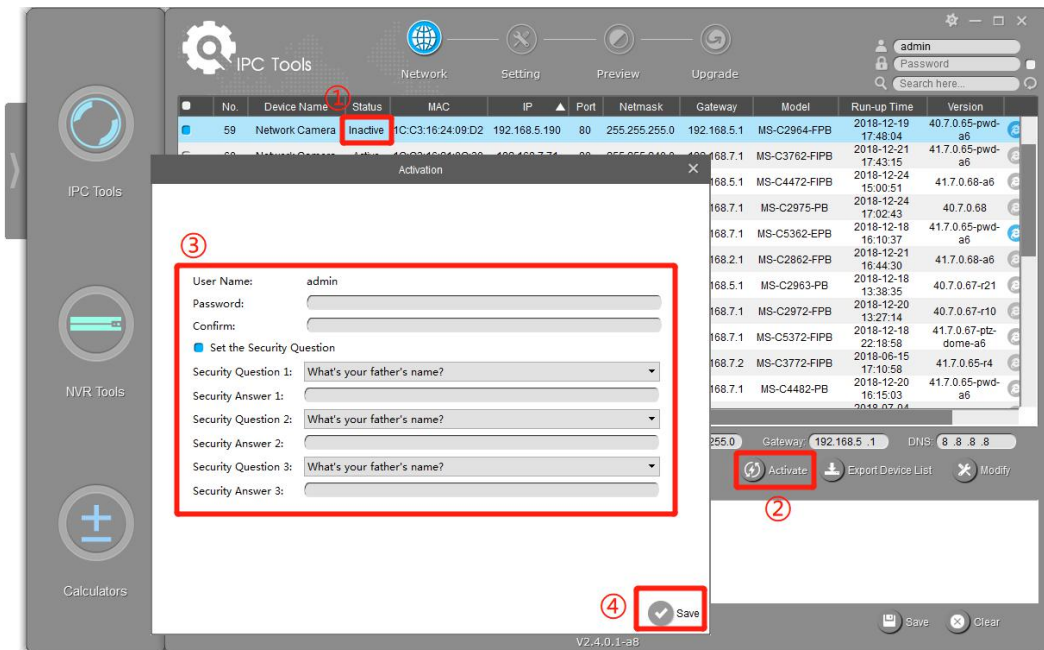 IPC Tools
Network
Setting
Preview
Upgrade
admin
Password
Search here...
IPC Tools
NVR Tools
Calculators
①
No. Device Name Status MAC IP Port Netmask Gateway Model Run-up Time Version
59 Network Camera Inactive 1C:C3:16:24:09:D2 192.168.5.190 80 255.255.255.0 192.168.5.1 MS-C2964-FPB 2018-12-19 17:48:04 40.7.0.65-pwd-a6
168.7.1 MS-C3762-FIPB 2018-12-21 17:43:15 41.7.0.65-pwd-a6
168.5.1 MS-C4472-FIPB 2018-12-24 15:00:51 41.7.0.68-a6
168.7.1 MS-C2975-PB 2018-12-24 17:02:43 40.7.0.68
168.7.1 MS-C5362-EPB 2018-12-18 16:10:37 41.7.0.65-pwd-a6
168.2.1 MS-C2862-FPB 2018-12-21 16:44:30 41.7.0.68-a6
168.5.1 MS-C2963-PB 2018-12-18 13:38:35 40.7.0.67-r21
168.7.1 MS-C2972-FPB 2018-12-20 13:27:14 40.7.0.67-r10
168.7.1 MS-C5372-FIPB 2018-12-18 22:18:58 41.7.0.67-ptz-dome-a6
168.7.2 MS-C3772-FIPB 2018-06-15 17:10:58 41.7.0.65-r4
168.7.1 MS-C4482-PB 2018-12-20 16:15:03 41.7.0.65-pwd-a6
255.0 Gateway: 192.168.5 .1 DNS: 8 .8 .8 .8
Activate Export Device List Modify
②
Activation
③
User Name: admin
Password:
Confirm:
Set the Security Question
Security Question 1: What's your father's name?
Security Answer 1:
Security Question 2: What's your father's name?
Security Answer 2:
Security Question 3: What's your father's name?
Security Answer 3:
④
Save
Save Clear
V2.4.0.1-a8